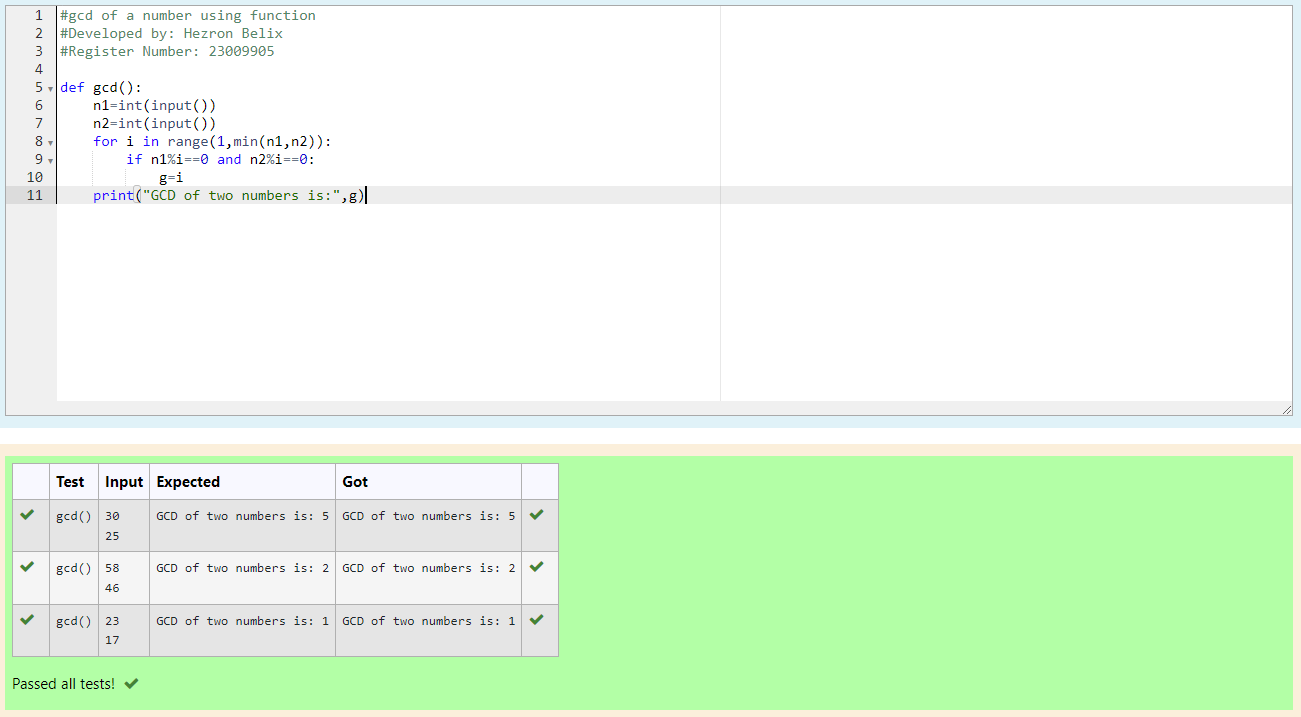 1 #gcd of a number using function
2 #Developed by: Hezron Belix
3 #Register Number: 23009905
4
5 def gcd():
6     n1=int(input())
7     n2=int(input())
8     for i in range(1,min(n1,n2)):
9         if n1%i==0 and n2%i==0:
10             g=i
11     print("GCD of two numbers is:",g)
Test Input Expected Got
gcd() 30 GCD of two numbers is: 5 GCD of two numbers is: 5
25
gcd() 58 GCD of two numbers is: 2 GCD of two numbers is: 2
46
gcd() 23 GCD of two numbers is: 1 GCD of two numbers is: 1
17
Passed all tests!